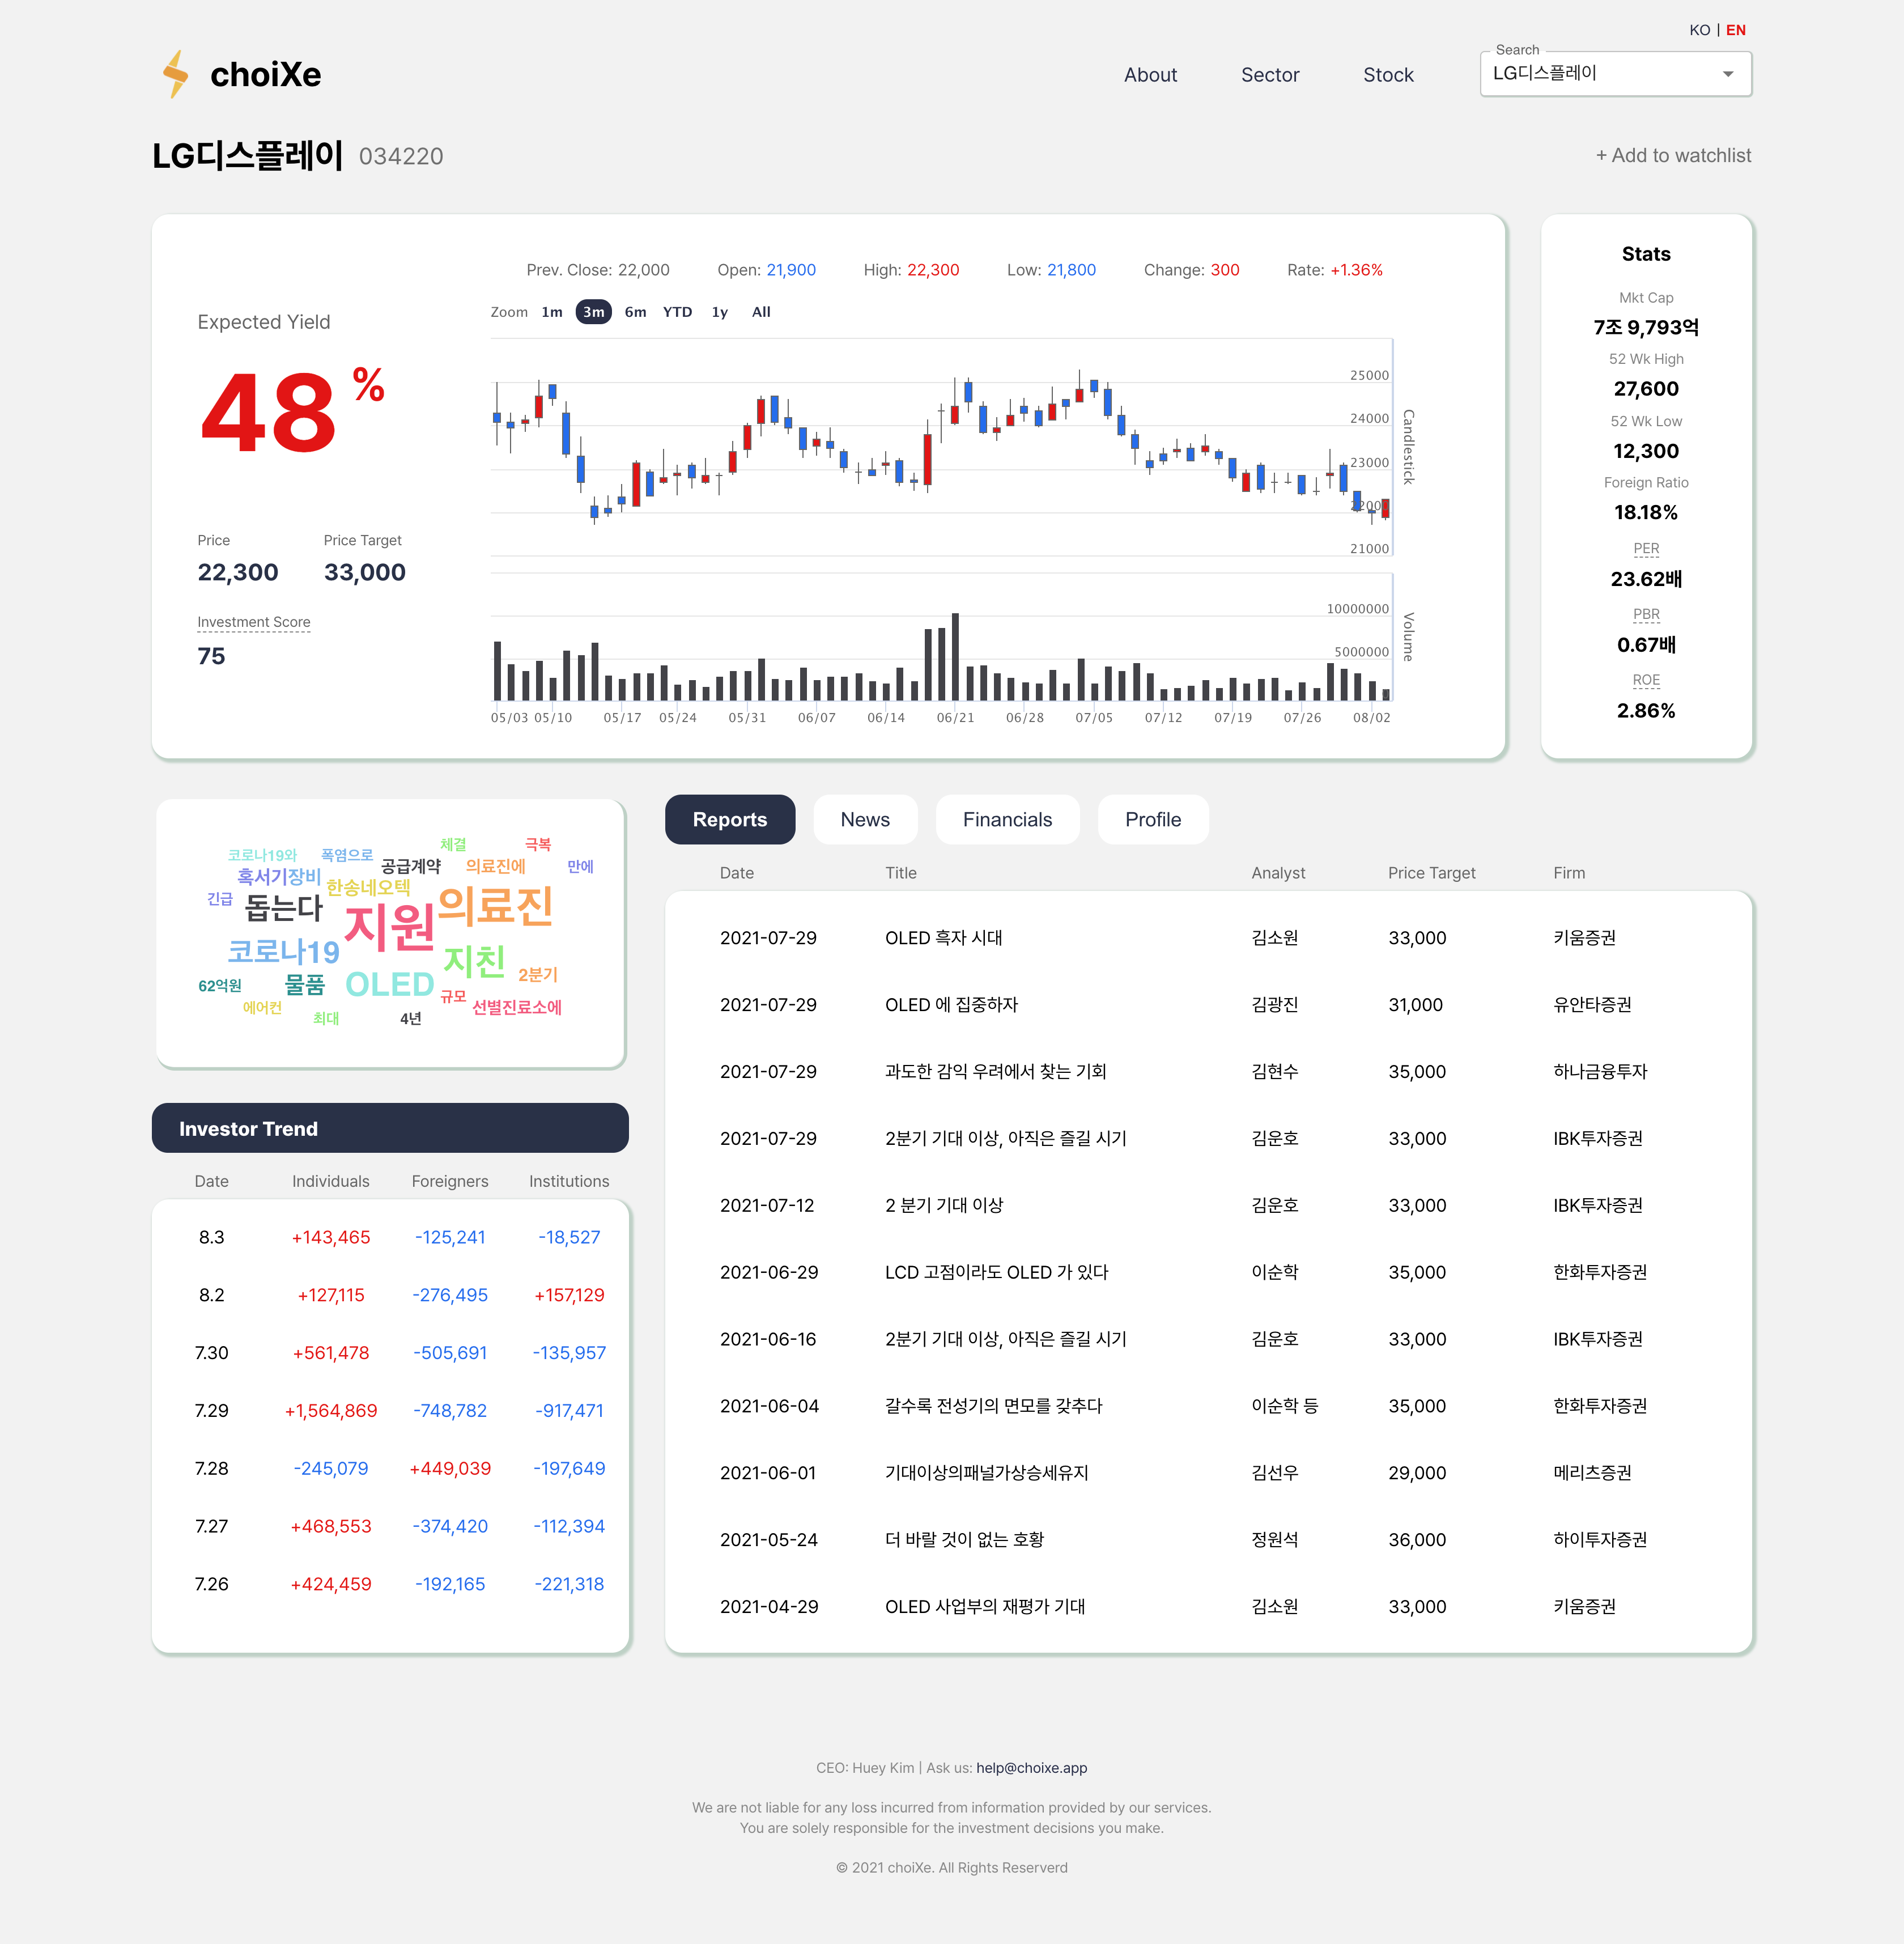 KO | EN
choiXe
About Sector Stock
Search
LG디스플레이
LG디스플레이 034220
+ Add to watchlist
Prev. Close: 22,000 Open: 21,900 High: 22,300 Low: 21,800 Change: 300 Rate: +1.36%
Zoom 1m 3m 6m YTD 1y All
Expected Yield
48 %
Price Price Target
22,300 33,000
Investment Score
75
25000
24000
23000
22000
21000
Candlestick
10000000
5000000
Volume
05/03 05/10 05/17 05/24 05/31 06/07 06/14 06/21 06/28 07/05 07/12 07/19 07/26 08/02
Stats
Mkt Cap
7조 9,793억
52 Wk High
27,600
52 Wk Low
12,300
Foreign Ratio
18.18%
PER
23.62배
PBR
0.67배
ROE
2.86%
체결 극복
코로나19와 폭염으로 공급계약 의료진에 만에
혹서기장비 한송네오텍
긴급 돕는다 지원 의료진
코로나19 지친 2분기
62억원 물품 OLED 규모 선별진료소에
에어컨 최대 4년
Investor Trend
Date Individuals Foreigners Institutions
8.3 +143,465 -125,241 -18,527
8.2 +127,115 -276,495 +157,129
7.30 +561,478 -505,691 -135,957
7.29 +1,564,869 -748,782 -917,471
7.28 -245,079 +449,039 -197,649
7.27 +468,553 -374,420 -112,394
7.26 +424,459 -192,165 -221,318
Reports News Financials Profile
Date Title Analyst Price Target Firm
2021-07-29 OLED 흑자 시대 김소원 33,000 키움증권
2021-07-29 OLED 에 집중하자 김광진 31,000 유안타증권
2021-07-29 과도한 감익 우려에서 찾는 기회 김현수 35,000 하나금융투자
2021-07-29 2분기 기대 이상, 아직은 즐길 시기 김운호 33,000 IBK투자증권
2021-07-12 2 분기 기대 이상 김운호 33,000 IBK투자증권
2021-06-29 LCD 고점이라도 OLED 가 있다 이순학 35,000 한화투자증권
2021-06-16 2분기 기대 이상, 아직은 즐길 시기 김운호 33,000 IBK투자증권
2021-06-04 갈수록 전성기의 면모를 갖추다 이순학 등 35,000 한화투자증권
2021-06-01 기대이상의패널가상승세유지 김선우 29,000 메리츠증권
2021-05-24 더 바랄 것이 없는 호황 정원석 36,000 하이투자증권
2021-04-29 OLED 사업부의 재평가 기대 김소원 33,000 키움증권
CEO: Huey Kim | Ask us: help@choixe.app
We are not liable for any loss incurred from information provided by our services.
You are solely responsible for the investment decisions you make.
© 2021 choiXe. All Rights Reserverd